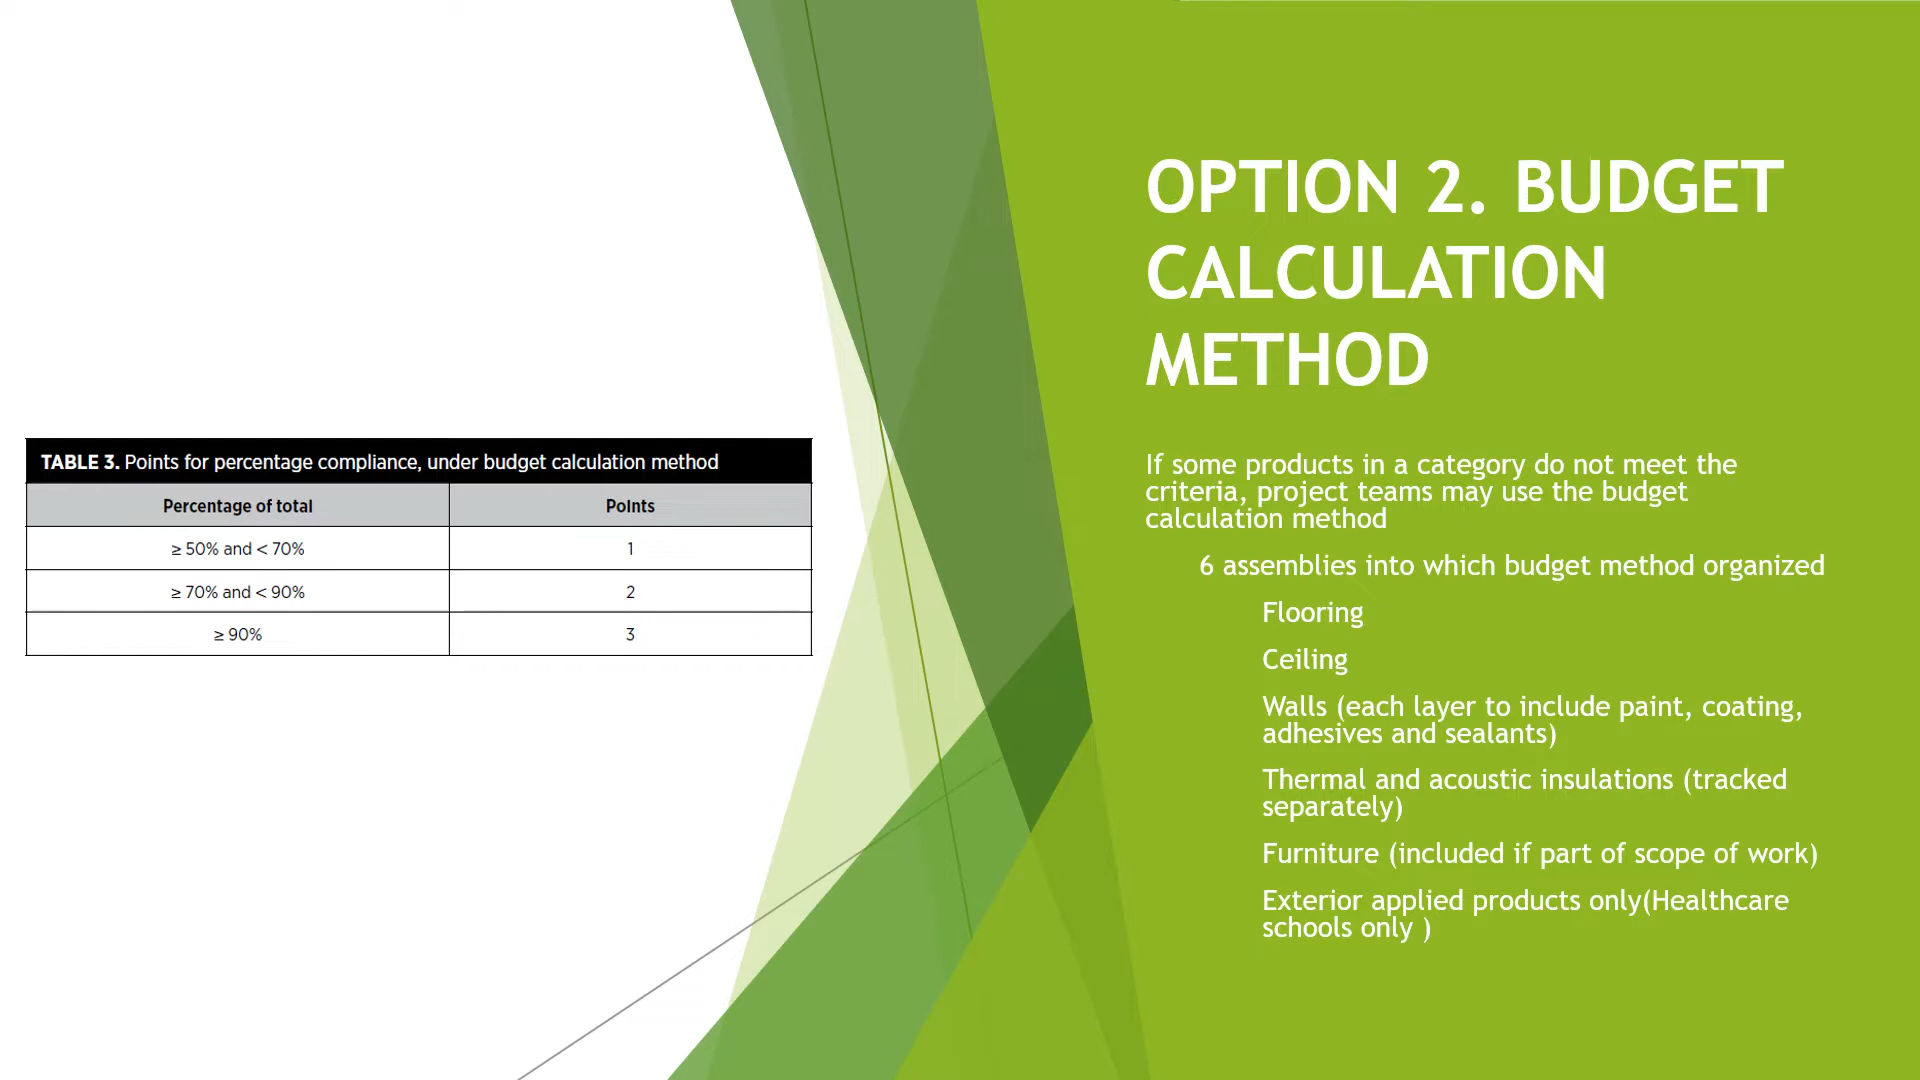 OPTION 2. BUDGET
CALCULATION
METHOD
If some products in a category do not meet the
criteria, project teams may use the budget
calculation method
6 assemblies into which budget method organized
Flooring
Ceiling
Walls (each layer to include paint, coating,
adhesives and sealants)
Thermal and acoustic insulations (tracked
separately)
Furniture (included if part of scope of work)
Exterior applied products only(Healthcare
schools only )
TABLE 3. Points for percentage compliance, under budget calculation method
Percentage of total Points
≥ 50% and < 70% 1
≥ 70% and < 90% 2
≥ 90% 3